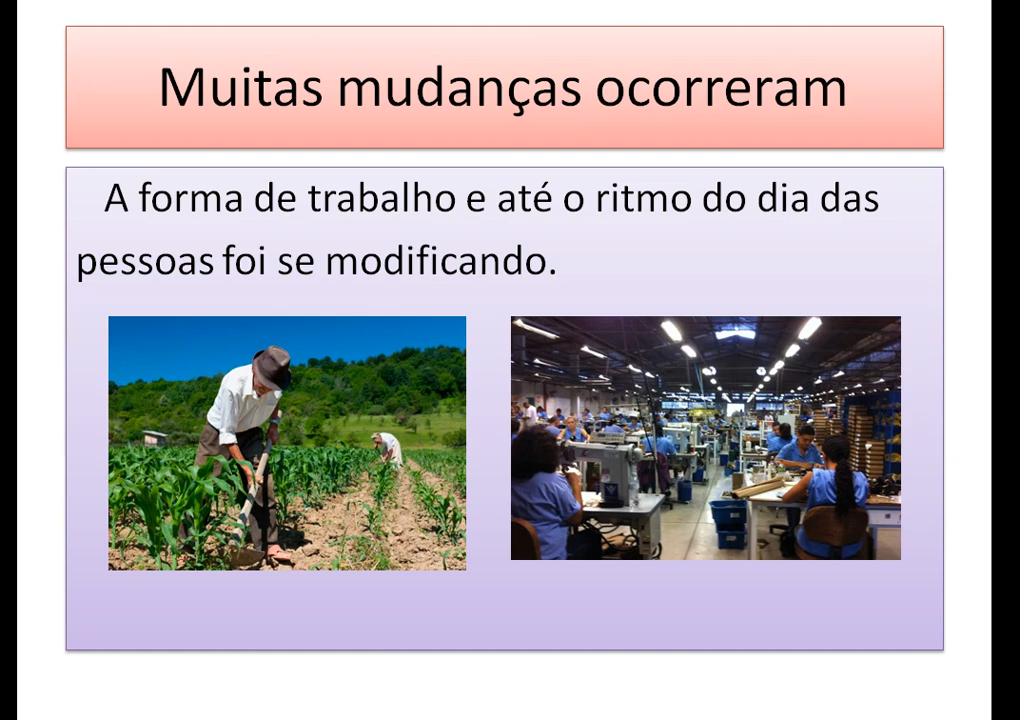 Muitas mudanças ocorreram
A forma de trabalho e até o ritmo do dia das
pessoas foi se modificando.